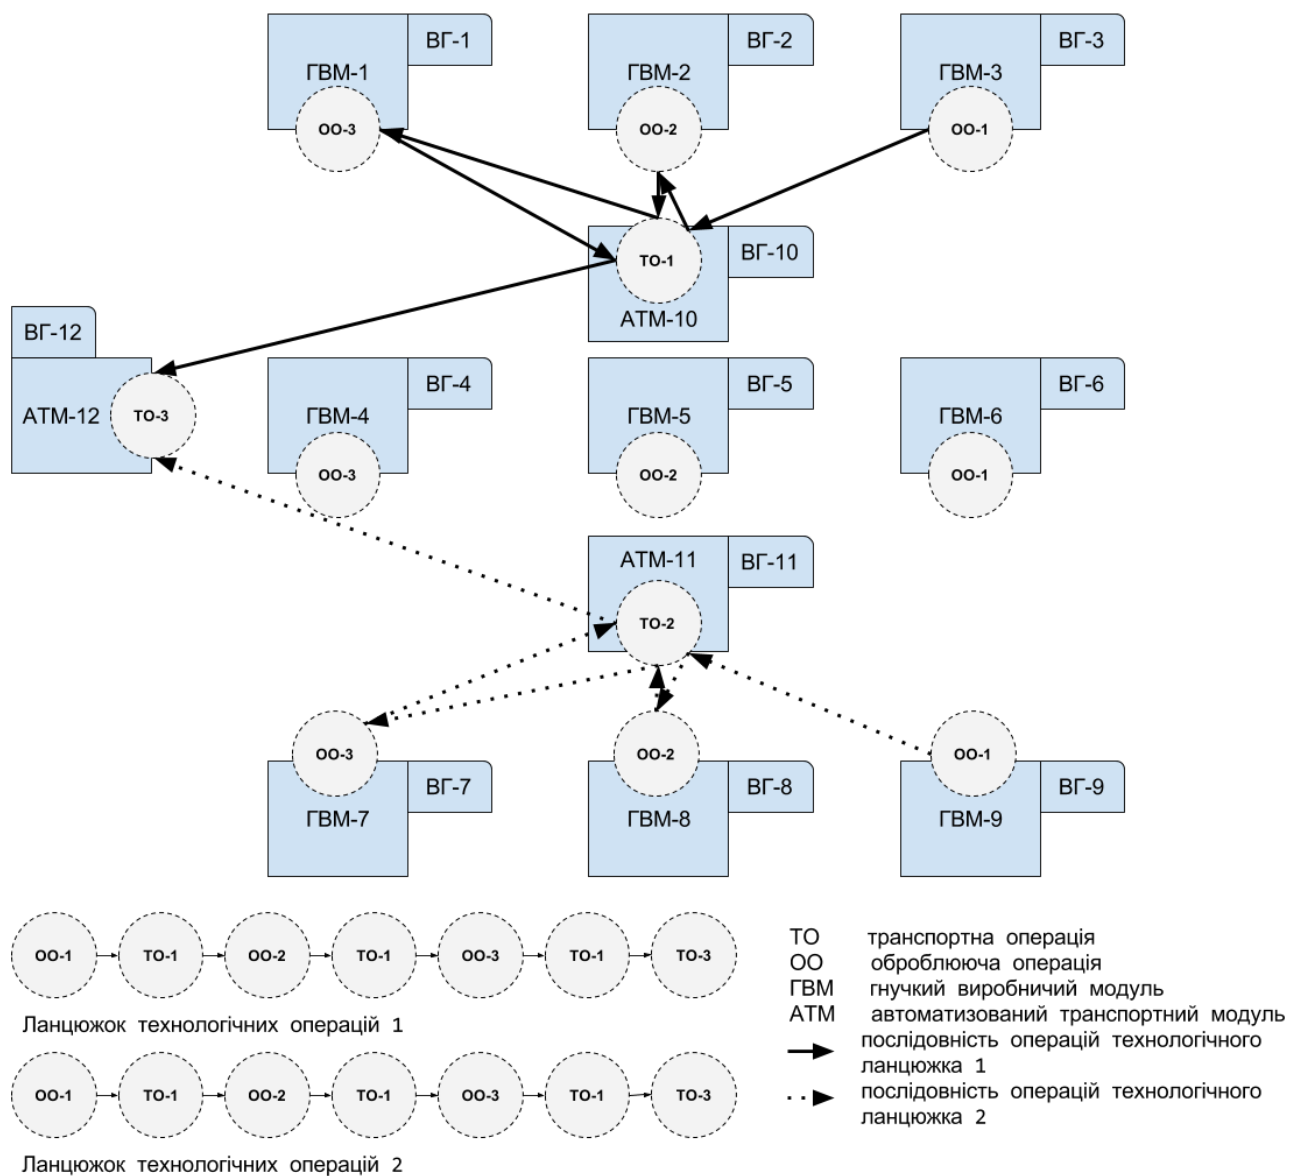 ВГ-1
ВГ-2
ВГ-3
ГВМ-1
ГВМ-2
ГВМ-3
ОО-3
ОО-2
ОО-1
ВГ-10
ТО-1
АТМ-10
ВГ-12
АТМ-12
ТО-3
ВГ-4
ВГ-5
ВГ-6
ГВМ-4
ГВМ-5
ГВМ-6
ОО-3
ОО-2
ОО-1
АТМ-11
ВГ-11
ТО-2
ОО-3
ОО-2
ОО-1
ВГ-7
ВГ-8
ВГ-9
ГВМ-7
ГВМ-8
ГВМ-9
ОО-1
ТО-1
ОО-2
ТО-1
ОО-3
ТО-1
ТО-3
Ланцюжок технологічних операцій 1
ОО-1
ТО-1
ОО-2
ТО-1
ОО-3
ТО-1
ТО-3
Ланцюжок технологічних операцій 2
ТО транспортна операція
ОО оброблююча операція
ГВМ гнучкий виробничий модуль
АТМ автоматизований транспортний модуль
послідовність операцій технологічного
ланцюжка 1
послідовність операцій технологічного
ланцюжка 2